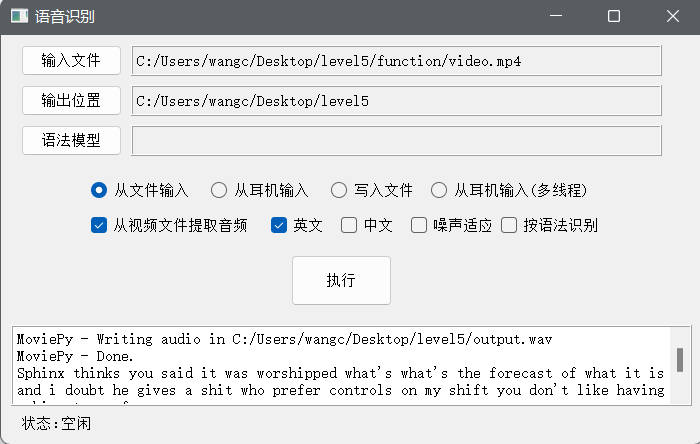 语音识别
输入文件 C:/Users/wangc/Desktop/level5/function/video.mp4
输出位置 C:/Users/wangc/Desktop/level5
语法模型
从文件输入 从耳机输入 写入文件 从耳机输入(多线程)
从视频文件提取音频 英文 中文 噪声适应 按语法识别
执行
MoviePy - Writing audio in C:/Users/wangc/Desktop/level5/output.wav
MoviePy - Done.
Sphinx thinks you said it was worshipped what's what's the forecast of what it is
and i doubt he gives a shit who prefer controls on my shift you don't like having
状态:空闲